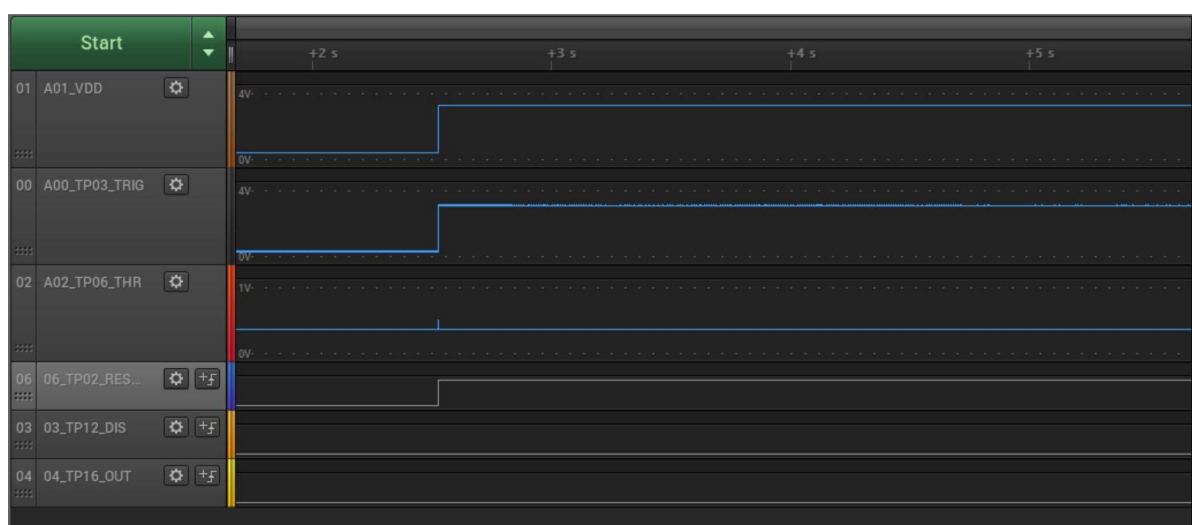 Start
+2 s +3 s +4 s +5 s
01 A01_VDD
4V
0V
00 A00_TP03_TRIG
4V
0V
02 A02_TP06_THR
1V
0V
06 06_TP02_RES...
03 03_TP12_DIS
04 04_TP16_OUT